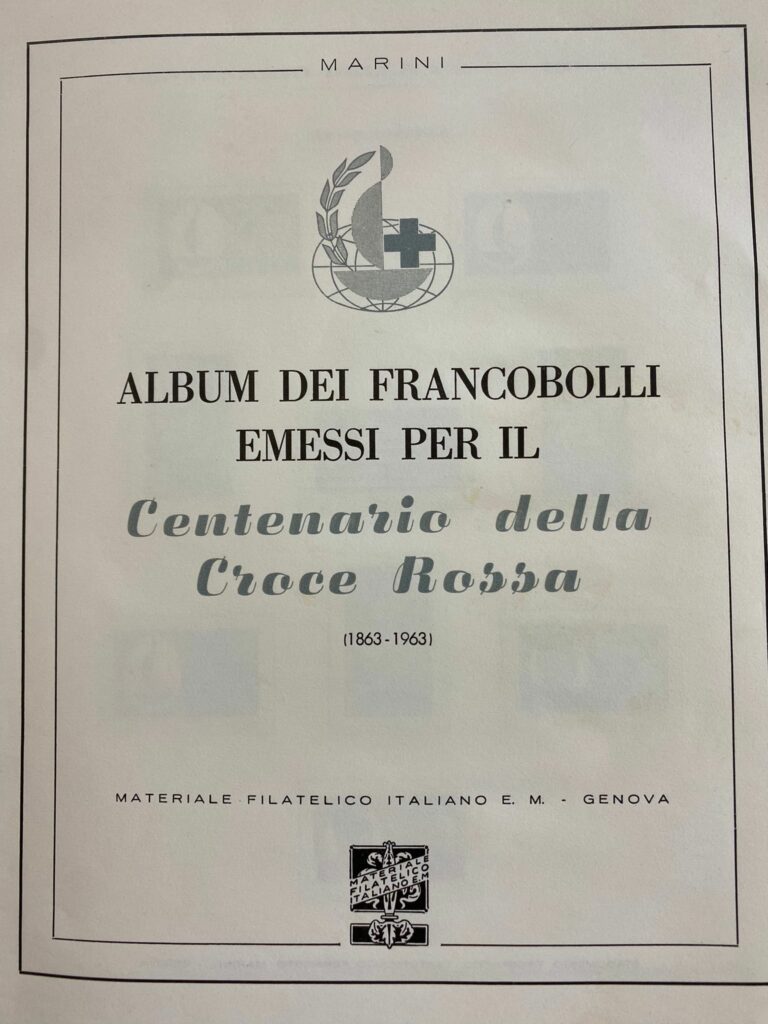 MARINI
ALBUM DEI FRANCOBOLLI
EMESSI PER IL
Centenario della
Croce Rossa
(1863-1963)
MATERIALE FILATELICO ITALIANO E. M. - GENOVA
MATERIALE
FILATELICO
ITALIANO E.M.